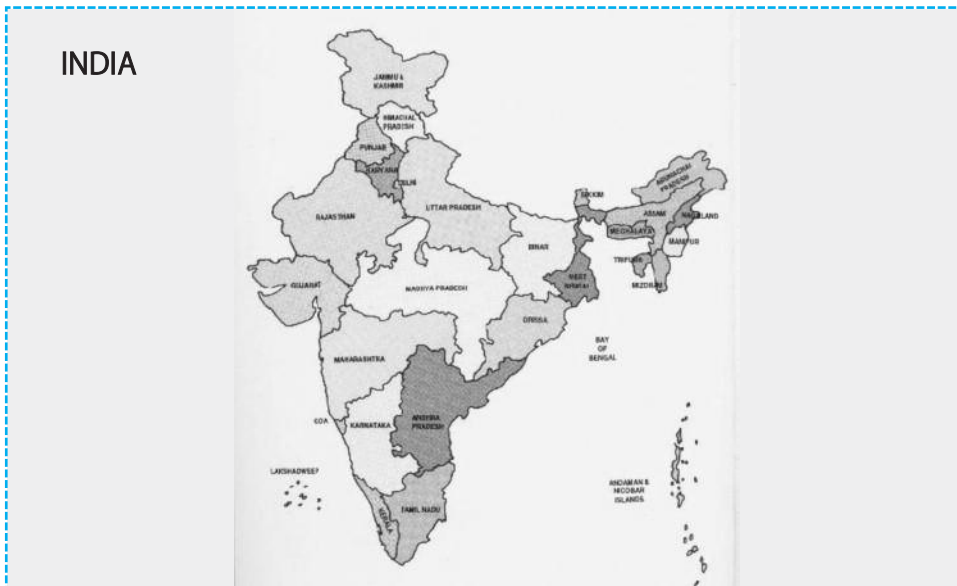 INDIA
JAMMU &
KASHMIR
HIMACHAL
PRADESH
PUNJAB
HARYANA
DELHI
RAJASTHAN
UTTAR PRADESH
SIKKIM
ARUNACHAL
PRADESH
ASSAM
NAGALAND
MEGHALAYA
MANIPUR
BIHAR
TRIPURA
MIZORAM
WEST
BENGAL
GUJARAT
MADHYA PRADESH
ORISSA
MAHARASHTRA
BAY
OF
BENGAL
GOA
KARNATAKA
ANDHRA
PRADESH
LAKSHADWEEP
ANDAMAN &
NICOBAR
ISLANDS
KERALA
TAMIL NADU